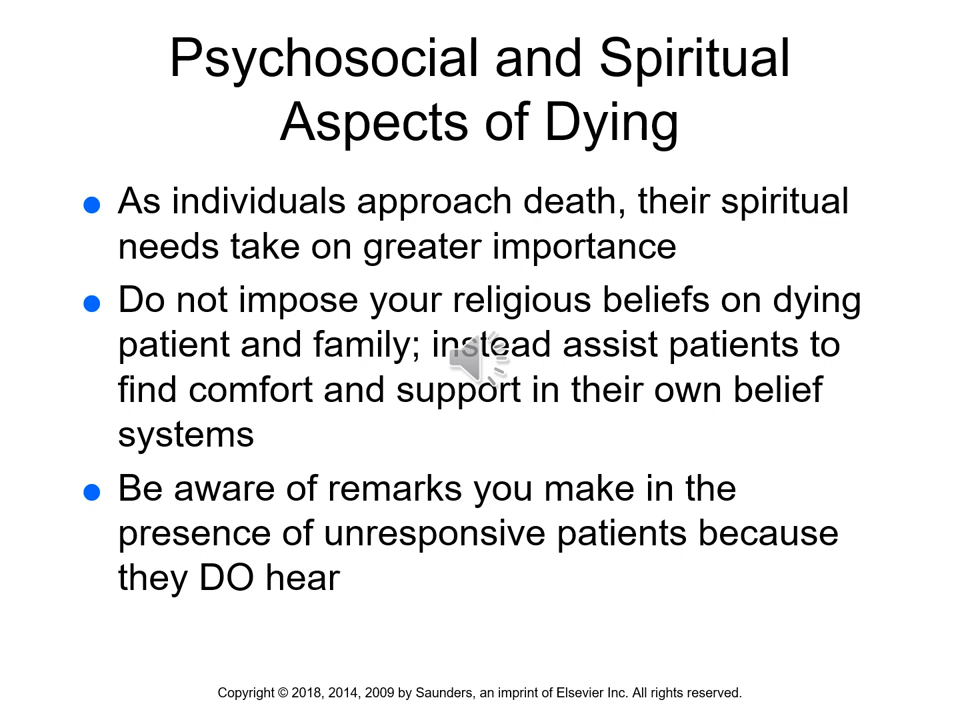 Psychosocial and Spiritual
Aspects of Dying
As individuals approach death, their spiritual
needs take on greater importance
Do not impose your religious beliefs on dying
patient and family; instead assist patients to
find comfort and support in their own belief
systems
Be aware of remarks you make in the
presence of unresponsive patients because
they DO hear
Copyright © 2018, 2014, 2009 by Saunders, an imprint of Elsevier Inc. All rights reserved.